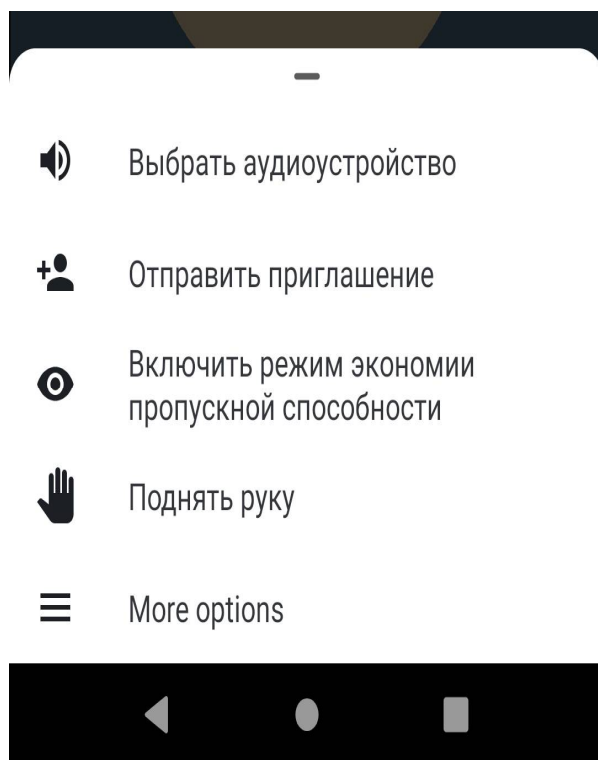 Выбрать аудиоустройство
Отправить приглашение
Включить режим экономии
пропускной способности
Поднять руку
More options